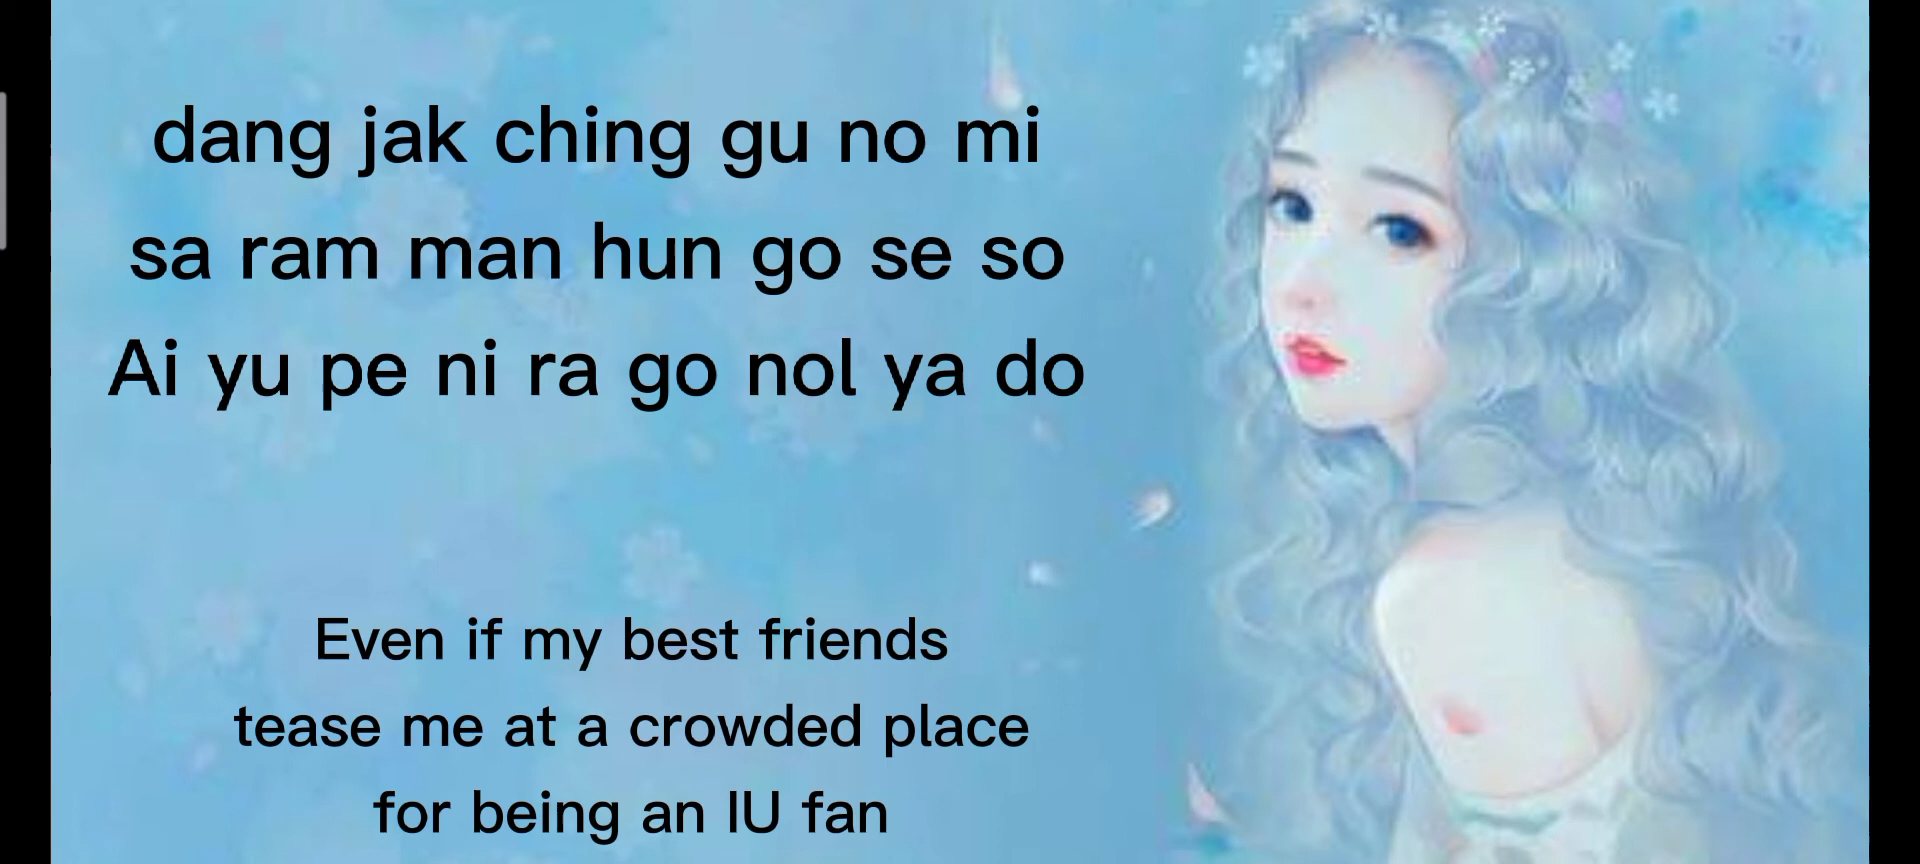 dang jak ching gu no mi
sa ram man hun go se so
Ai yu pe ni ra go nol ya do
Even if my best friends
tease me at a crowded place
for being an IU fan